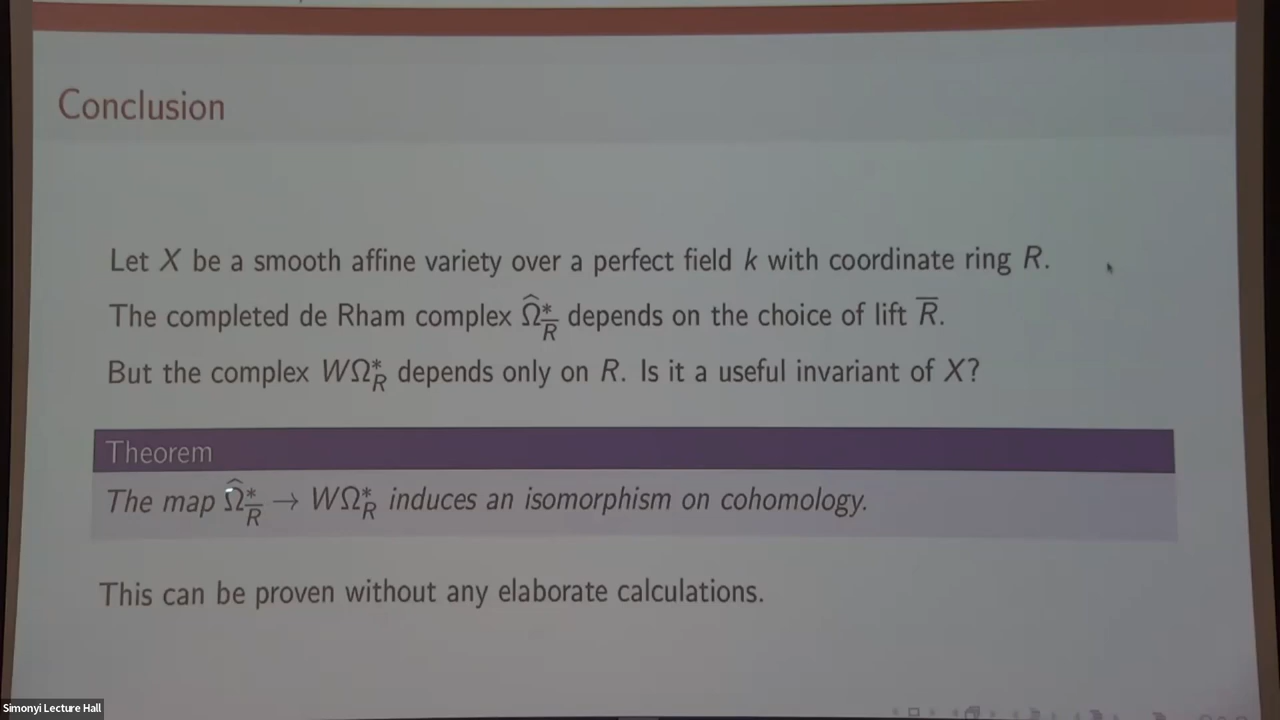 Conclusion
Let X be a smooth affine variety over a perfect field k with coordinate ring R.
The completed de Rham complex Ω̂*_R̅ depends on the choice of lift R̅.
But the complex WΩ*_R depends only on R. Is it a useful invariant of X?
Theorem
The map Ω̂*_R̅ → WΩ*_R induces an isomorphism on cohomology.
This can be proven without any elaborate calculations.
Simonyi Lecture Hall